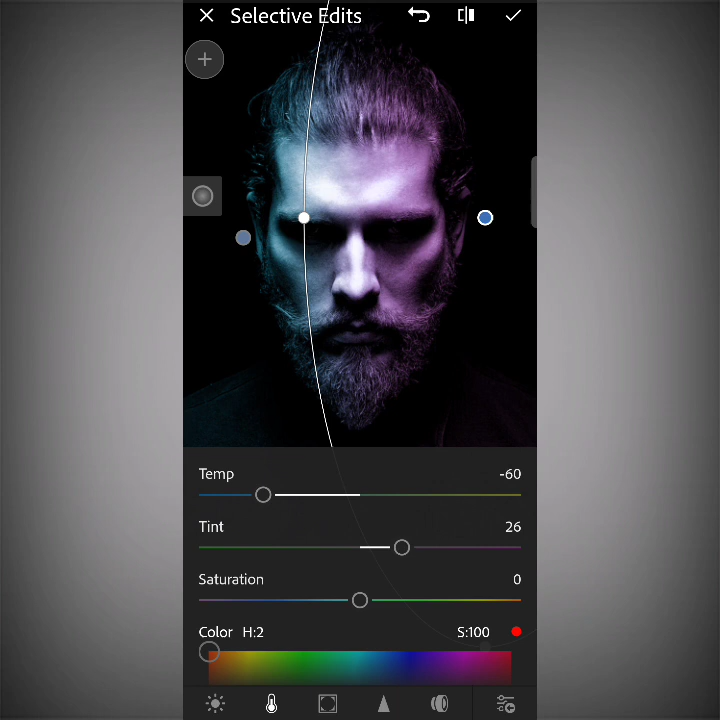 Selective Edits
Temp -60
Tint 26
Saturation 0
Color H:2 S:100